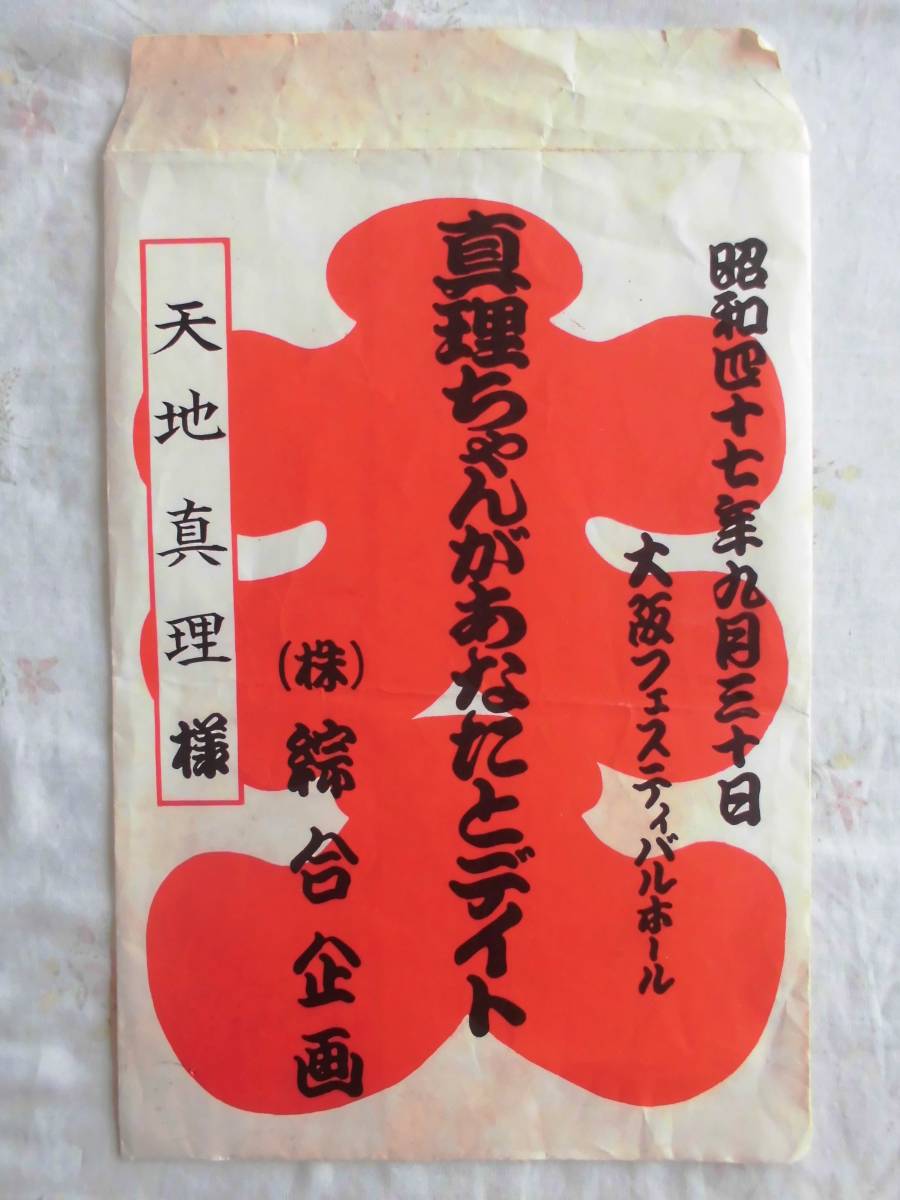 昭和四十七年九月三十日
大阪フェスティバルホール
真理ちゃんがあなたとデイト
(株)綜合企画
天地真理様